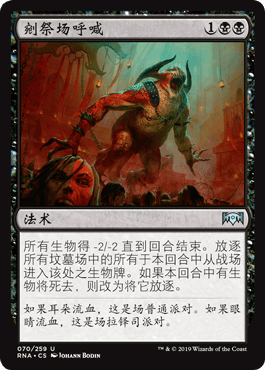 剜祭场呼喊 1
法术
所有生物得 -2/-2 直到回合结束。放逐
所有坟墓场中的所有于本回合中从战场
进入该处之生物牌。如果本回合中有生
物将死去，则改为将它放逐。
如果耳朵流血，这是场普通派对。如果眼
睛流血，这是场拉铎司派对。
070/259 U
RNA • CS JOHANN BODIN
™ & © 2019 Wizards of the Coast